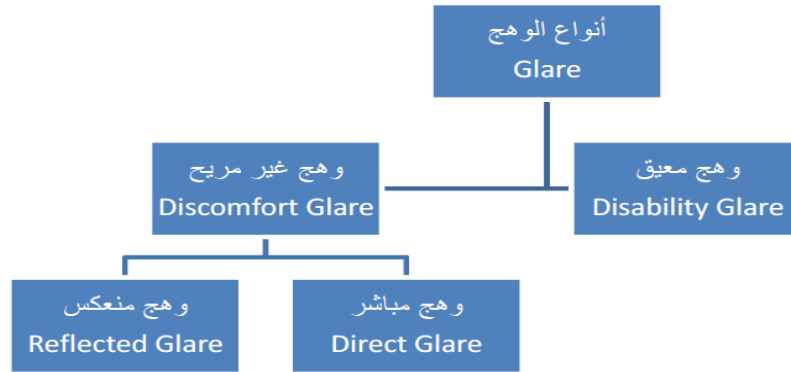 أنواع الوهج
Glare
وهج معيق
Disability Glare
وهج غير مريح
Discomfort Glare
وهج مباشر
Direct Glare
وهج منعكس
Reflected Glare